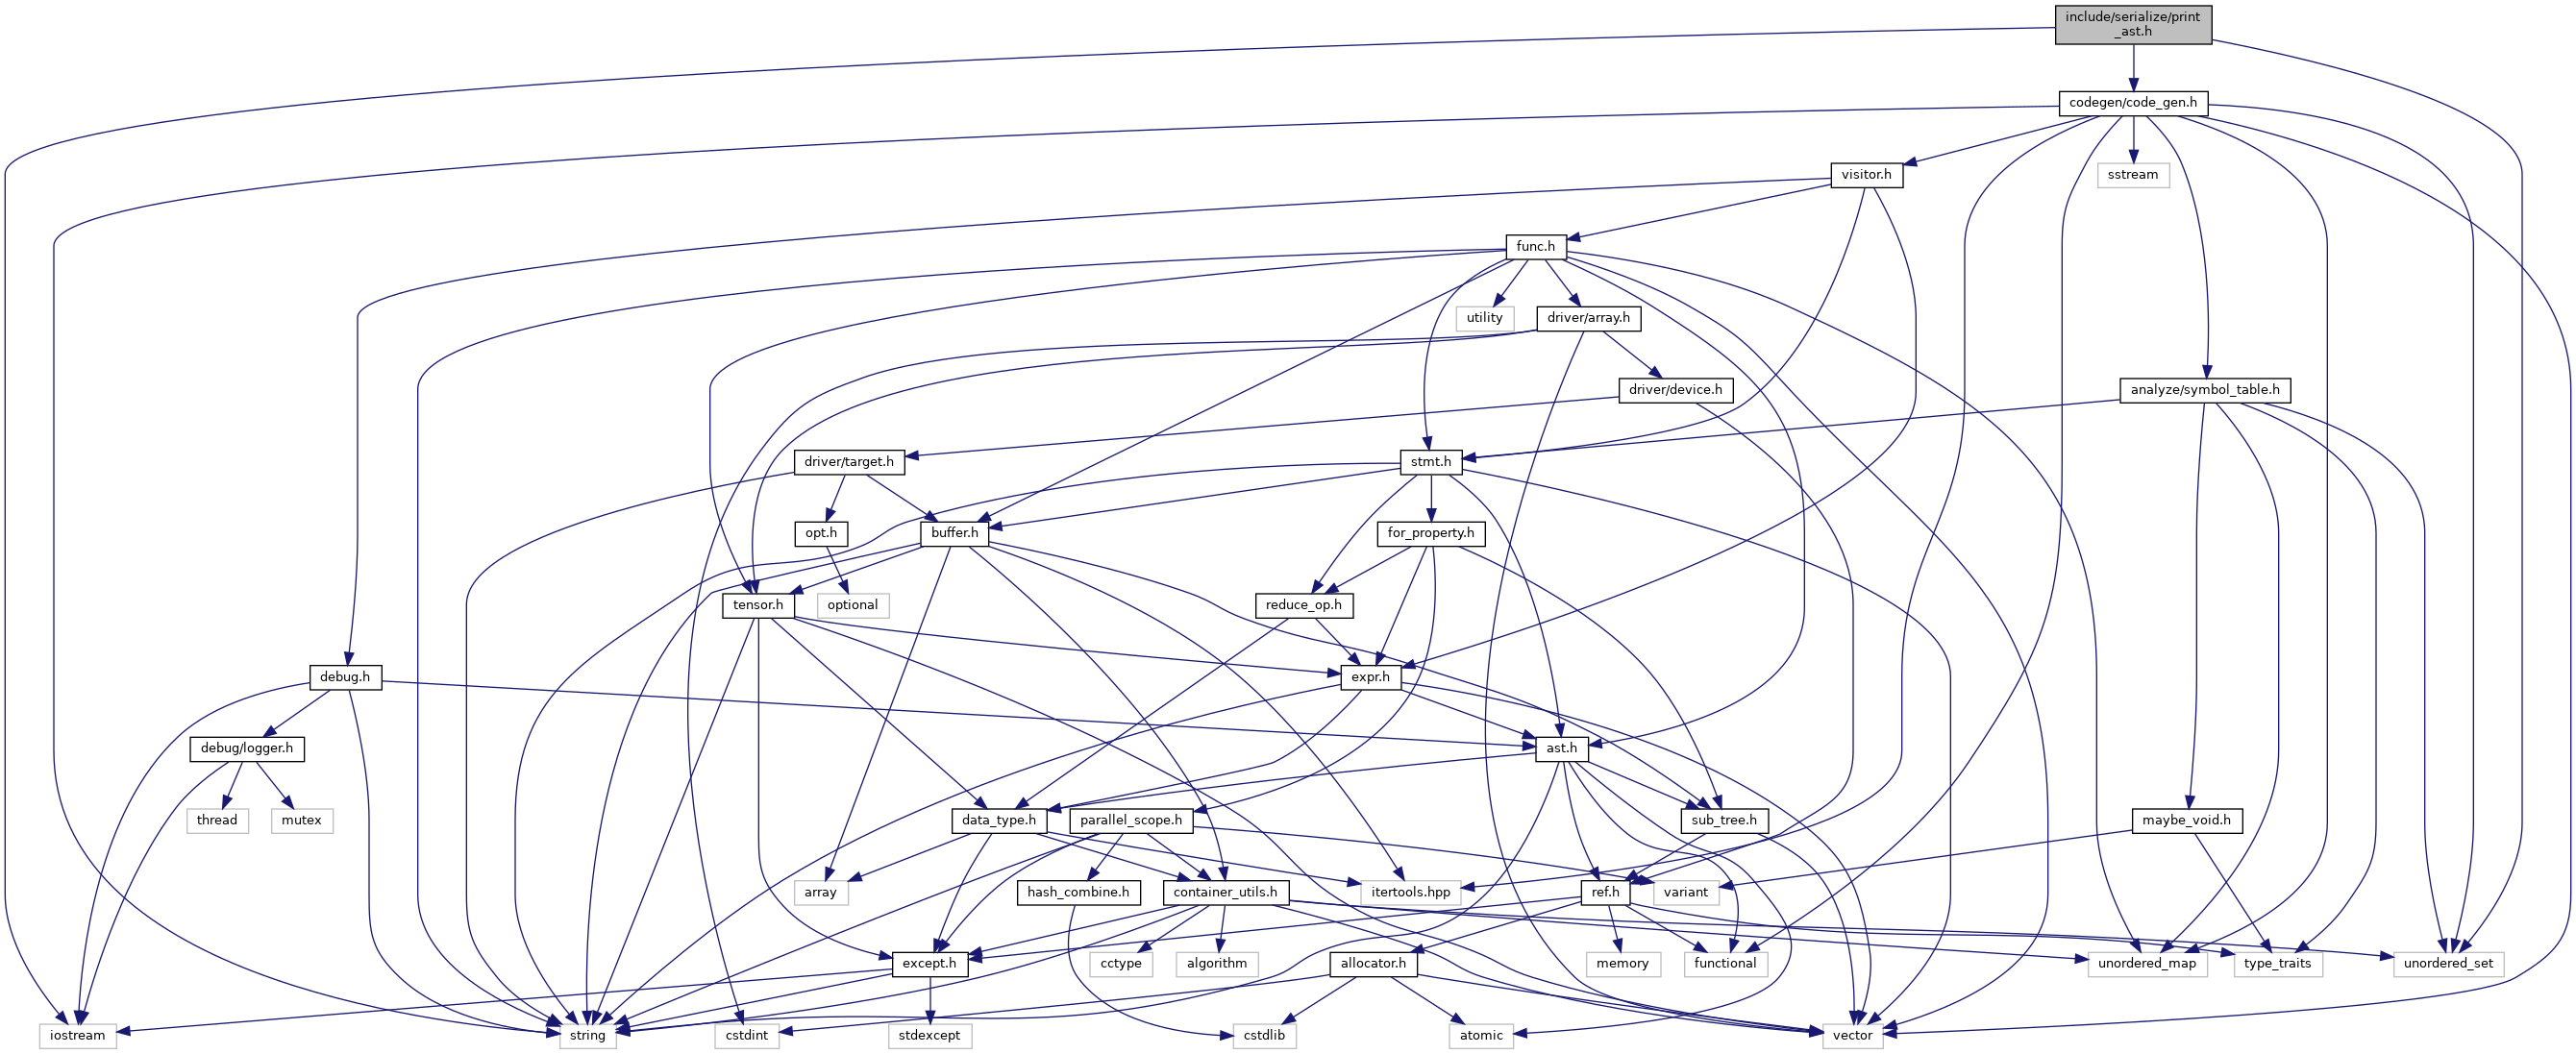 include/serialize/print
_ast.h
codegen/code_gen.h
visitor.h
sstream
func.h
utility
driver/array.h
driver/device.h
analyze/symbol_table.h
driver/target.h
stmt.h
opt.h
buffer.h
for_property.h
tensor.h
optional
reduce_op.h
debug.h
expr.h
debug/logger.h
ast.h
thread
mutex
data_type.h
parallel_scope.h
sub_tree.h
maybe_void.h
array
hash_combine.h
container_utils.h
itertools.hpp
ref.h
variant
except.h
cctype
algorithm
allocator.h
memory
functional
unordered_map
type_traits
unordered_set
iostream
string
cstdint
stdexcept
cstdlib
atomic
vector